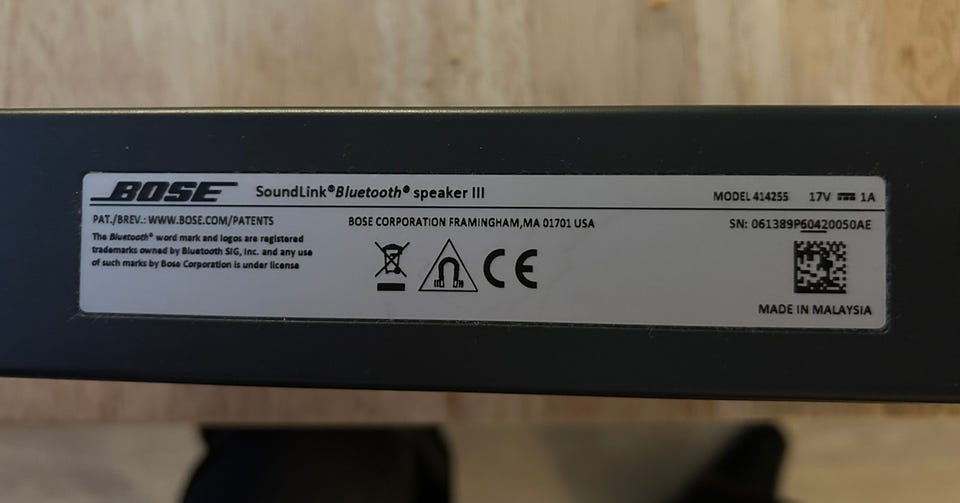 BOSE SoundLink® Bluetooth® speaker III MODEL 414255 17V ⎓ 1A
PAT./BREV.: WWW.BOSE.COM/PATENTS
The Bluetooth® word mark and logos are registered
trademarks owned by Bluetooth SIG, Inc. and any use
of such marks by Bose Corporation is under license
BOSE CORPORATION FRAMINGHAM,MA 01701 USA
CE
SN: 061389P60420050AE
MADE IN MALAYSIA